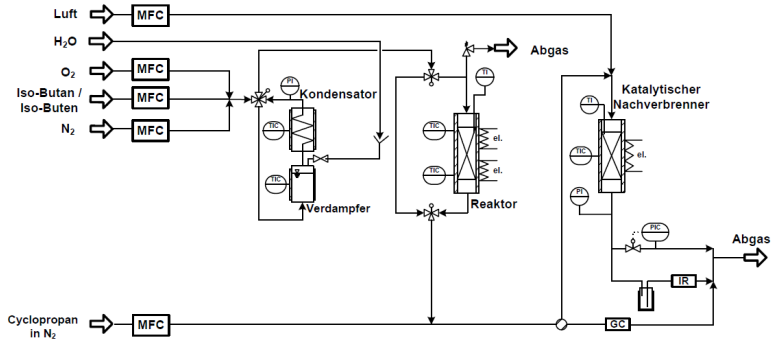 Luft
MFC
H2O
O2
MFC
Iso-Butan /
Iso-Buten
MFC
N2
MFC
PI
Kondensator
TIC
TIC
Verdampfer
Abgas
TI
TIC
el.
TIC
el.
Reaktor
Katalytischer
Nachverbrenner
TI
TIC
el.
PI
PIC
Abgas
IR
Cyclopropan
in N2
MFC
GC